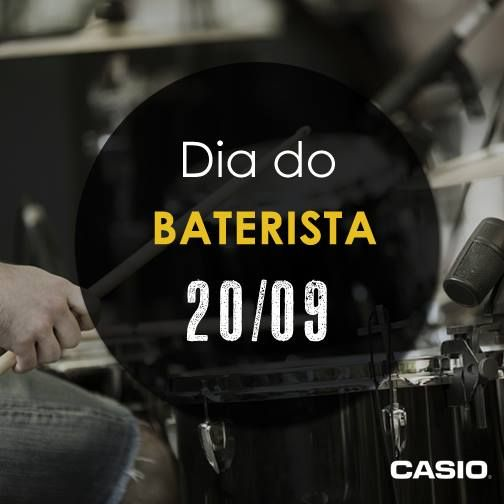 Dia do
BATERISTA
20/09
CASIO